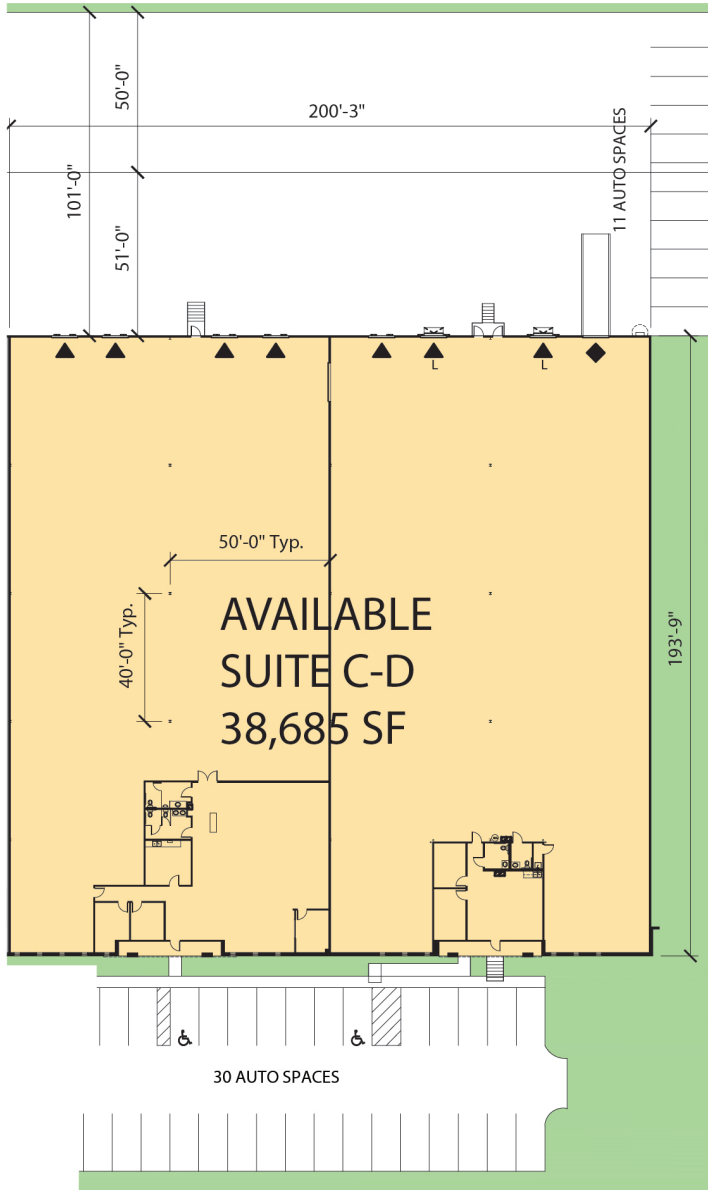 50'-0"
200'-3"
101'-0"
11 AUTO SPACES
51'-0"
L
L
50'-0" Typ.
40'-0" Typ.
AVAILABLE
SUITE C-D
38,685 SF
193'-9"
30 AUTO SPACES